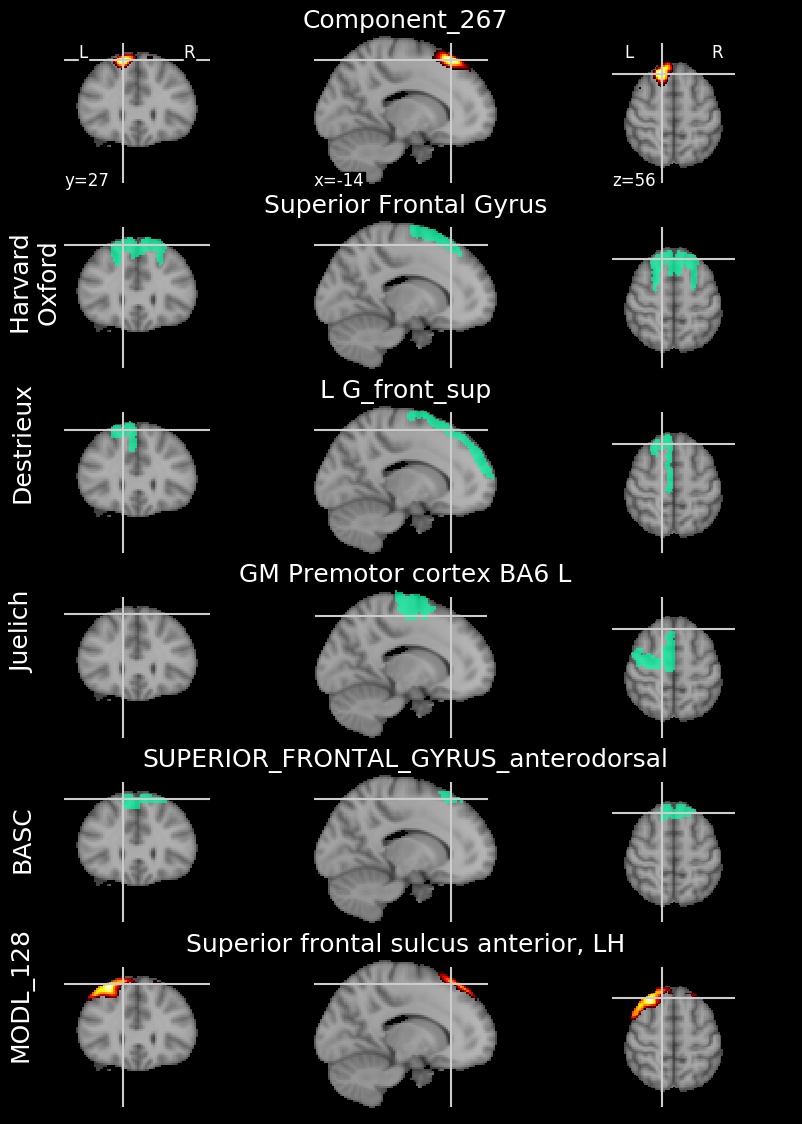 Component_267
L R L R
y=27 x=-14 z=56
Superior Frontal Gyrus
Harvard
Oxford
L G_front_sup
Destrieux
GM Premotor cortex BA6 L
Juelich
SUPERIOR_FRONTAL_GYRUS_anterodorsal
BASC
Superior frontal sulcus anterior, LH
MODL_128